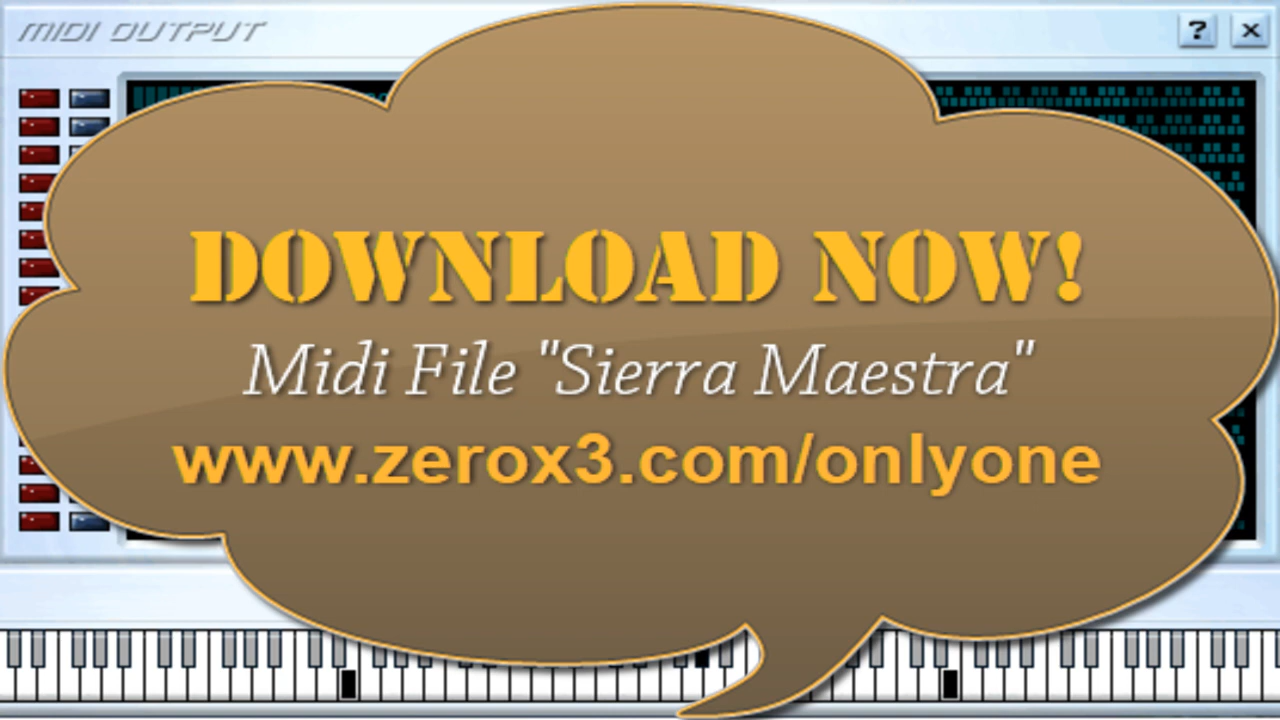 MIDI OUTPUT
? ×
DOWNLOAD NOW!
Midi File "Sierra Maestra"
www.zerox3.com/onlyone